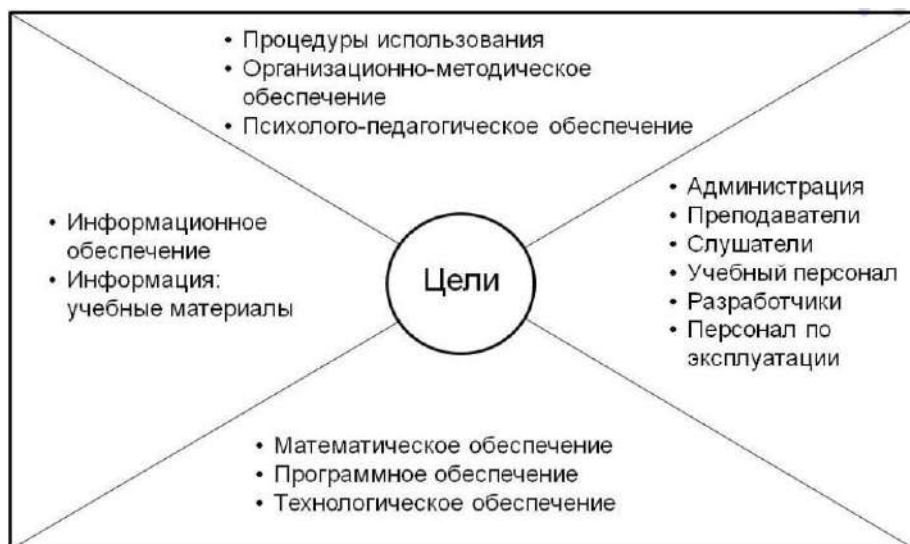 • Процедуры использования
• Организационно-методическое
обеспечение
• Психолого-педагогическое обеспечение
• Информационное
обеспечение
• Информация:
учебные материалы
Цели
• Администрация
• Преподаватели
• Слушатели
• Учебный персонал
• Разработчики
• Персонал по
эксплуатации
• Математическое обеспечение
• Программное обеспечение
• Технологическое обеспечение